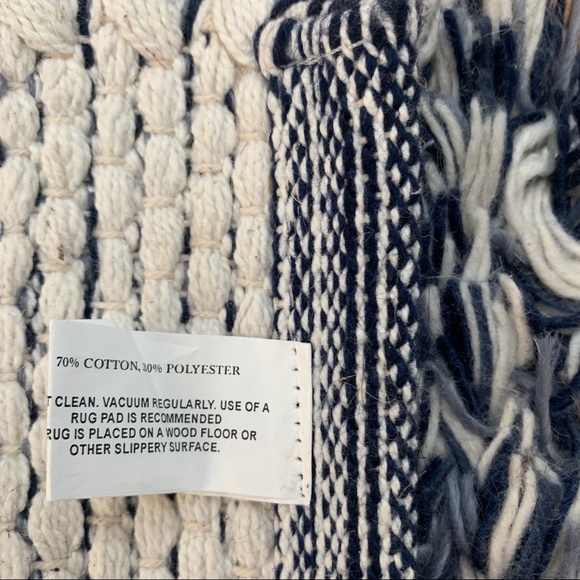 70% COTTON, 30% POLYESTER
T CLEAN. VACUUM REGULARLY. USE OF A
RUG PAD IS RECOMMENDED
RUG IS PLACED ON A WOOD FLOOR OR
OTHER SLIPPERY SURFACE.